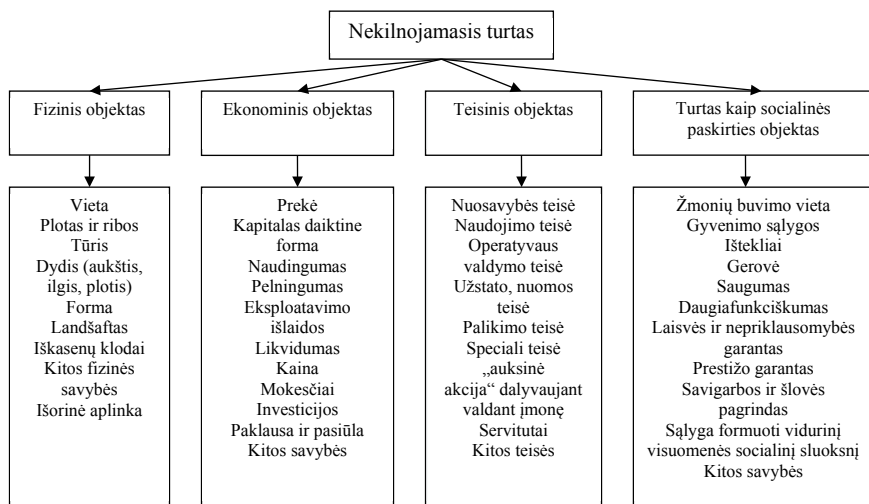 Nekilnojamasis turtas
Fizinis objektas
Ekonominis objektas
Teisinis objektas
Turtas kaip socialinės
paskirties objektas
Vieta
Plotas ir ribos
Tūris
Dydis (aukštis,
ilgis, plotis)
Forma
Landšaftas
Iškasenų klodai
Kitos fizinės
savybės
Išorinė aplinka
Prekė
Kapitalas daiktine
forma
Naudingumas
Pelningumas
Eksploatavimo
išlaidos
Likvidumas
Kaina
Mokesčiai
Investicijos
Paklausa ir pasiūla
Kitos savybės
Nuosavybės teisė
Naudojimo teisė
Operatyvaus
valdymo teisė
Užstato, nuomos
teisė
Palikimo teisė
Speciali teisė
„auksinė
akcija“ dalyvaujant
valdant įmonę
Servitutai
Kitos teisės
Žmonių buvimo vieta
Gyvenimo sąlygos
Ištekliai
Gerovė
Saugumas
Daugiafunkciškumas
Laisvės ir nepriklausomybės
garantas
Prestižo garantas
Savigarbos ir šlovės
pagrindas
Sąlyga formuoti vidurinį
visuomenės socialinį sluoksnį
Kitos savybės